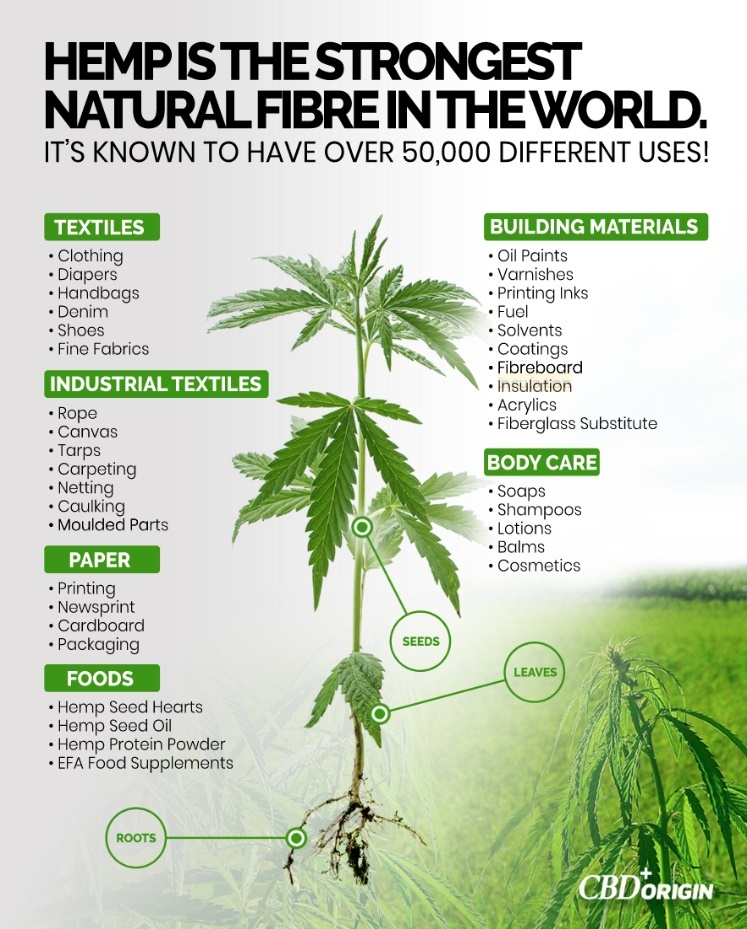 HEMP IS THE STRONGEST
NATURAL FIBRE IN THE WORLD.
IT'S KNOWN TO HAVE OVER 50,000 DIFFERENT USES!
TEXTILES
• Clothing
• Diapers
• Handbags
• Denim
• Shoes
• Fine Fabrics
INDUSTRIAL TEXTILES
• Rope
• Canvas
• Tarps
• Carpeting
• Netting
• Caulking
• Moulded Parts
PAPER
• Printing
• Newsprint
• Cardboard
• Packaging
FOODS
• Hemp Seed Hearts
• Hemp Seed Oil
• Hemp Protein Powder
• EFA Food Supplements
BUILDING MATERIALS
• Oil Paints
• Varnishes
• Printing Inks
• Fuel
• Solvents
• Coatings
• Fibreboard
• Insulation
• Acrylics
• Fiberglass Substitute
BODY CARE
• Soaps
• Shampoos
• Lotions
• Balms
• Cosmetics
SEEDS
LEAVES
ROOTS
CBD+ORIGIN